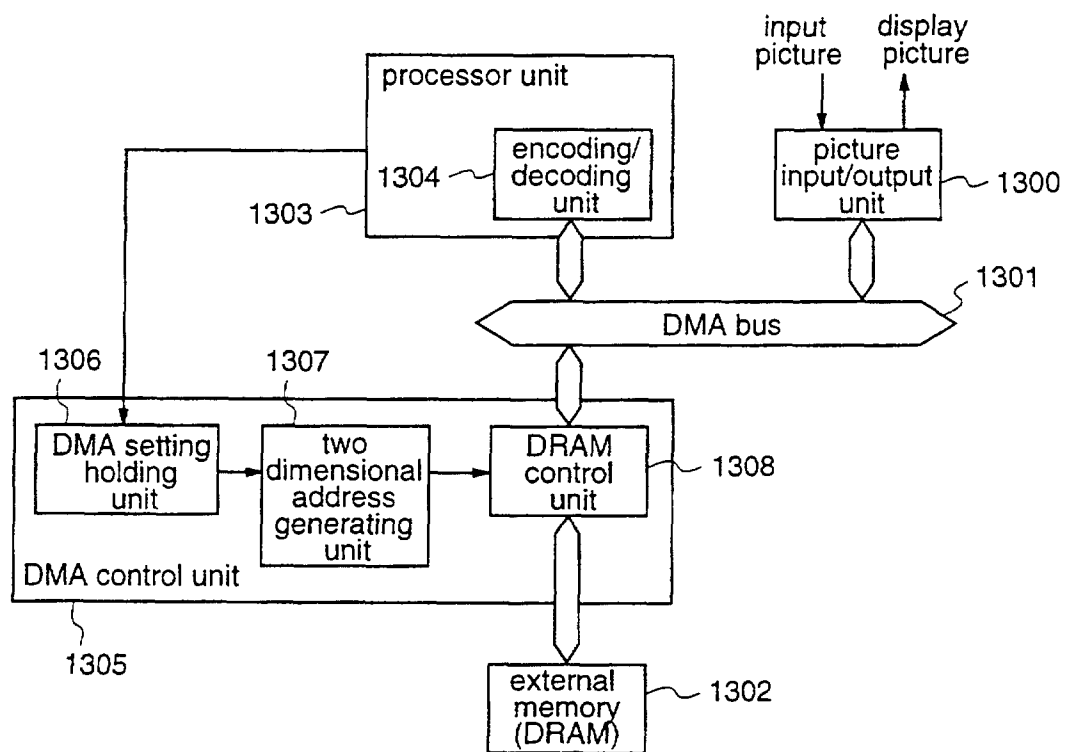 input
picture
display
picture
processor unit
encoding/
decoding
unit
1304
1303
picture
input/output
unit
1300
1301
DMA bus
1306
1307
DMA setting
holding
unit
two
dimensional
address
generating
unit
DRAM
control
unit
1308
DMA control unit
1305
external
memory
(DRAM)
1302